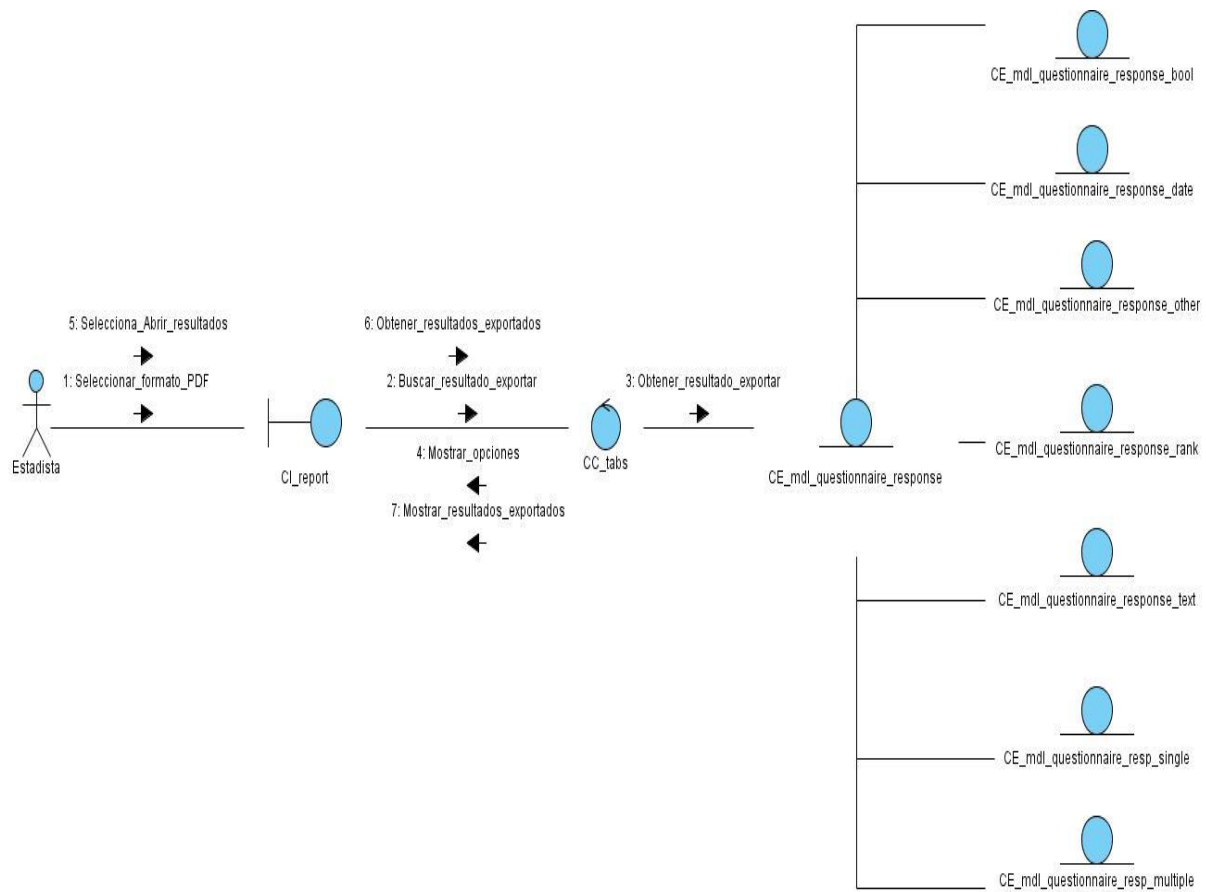 CE_mdl_questionnaire_response_bool
CE_mdl_questionnaire_response_date
CE_mdl_questionnaire_response_other
5: Selecciona_Abrir_resultados
6: Obtener_resultados_exportados
1: Seleccionar_formato_PDF
2: Buscar_resultado_exportar
3: Obtener_resultado_exportar
4: Mostrar_opciones
7: Mostrar_resultados_exportados
Estadista
CI_report
CC_tabs
CE_mdl_questionnaire_response
CE_mdl_questionnaire_response_rank
CE_mdl_questionnaire_response_text
CE_mdl_questionnaire_resp_single
CE_mdl_questionnaire_resp_multiple